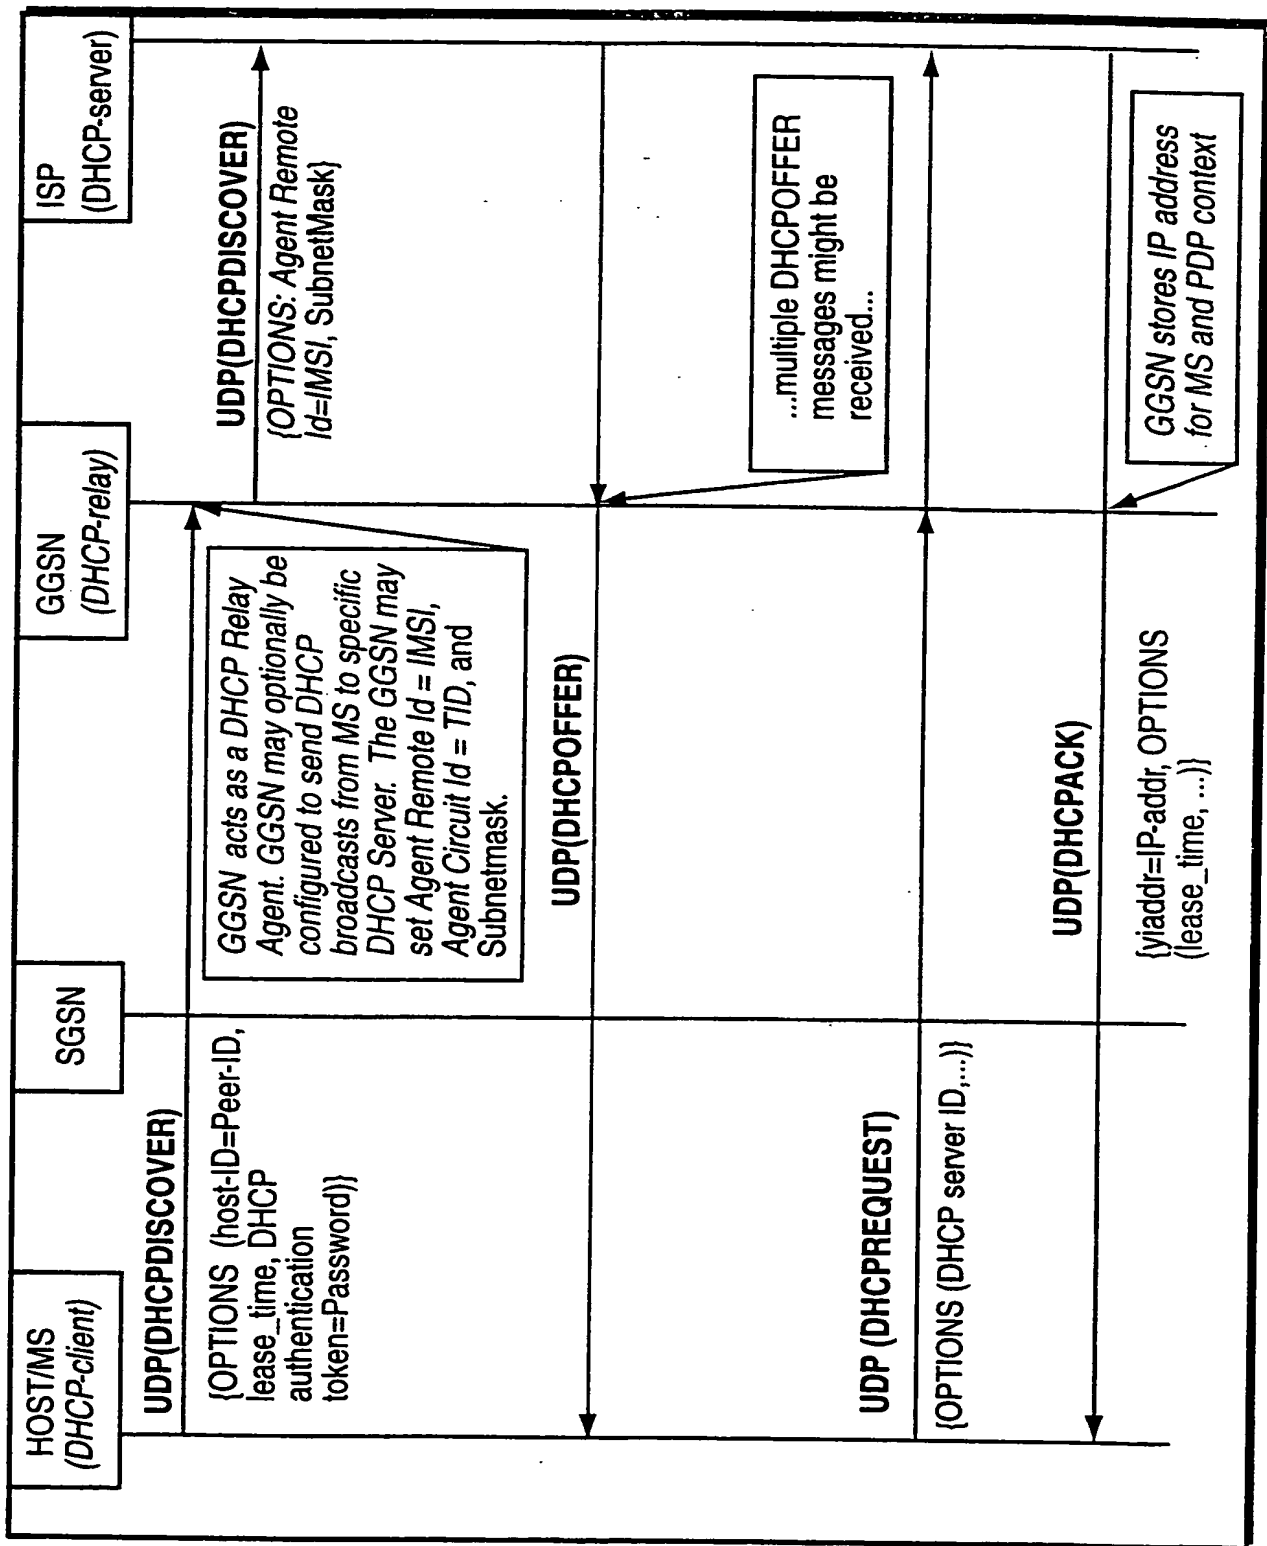 HOST/MS
(DHCP-client)
SGSN
GGSN
(DHCP-relay)
ISP
(DHCP-server)
UDP(DHCPDISCOVER)
{OPTIONS (host-ID=Peer-ID,
lease_time, DHCP
authentication
token=Password)}
GGSN acts as a DHCP Relay
Agent. GGSN may optionally be
configured to send DHCP
broadcasts from MS to specific
DHCP Server. The GGSN may
set Agent Remote Id = IMSI,
Agent Circuit Id = TID, and
Subnetmask.
UDP(DHCPDISCOVER)
{OPTIONS: Agent Remote
Id=IMSI, SubnetMask}
UDP(DHCPOFFER)
...multiple DHCPOFFER
messages might be
received...
UDP (DHCPREQUEST)
{OPTIONS (DHCP server ID,...)}
UDP(DHCPACK)
{yiaddr=IP-addr, OPTIONS
(lease_time, ...)}
GGSN stores IP address
for MS and PDP context